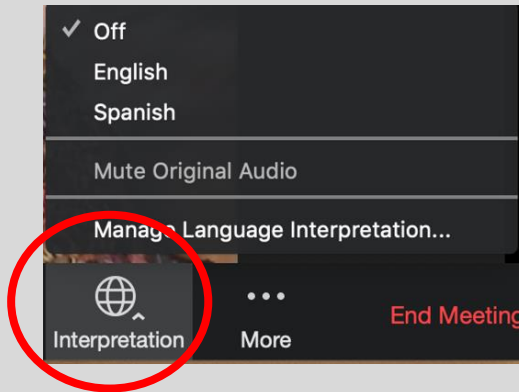 Off
English
Spanish
Mute Original Audio
Manage Language Interpretation...
Interpretation
More
End Meeting